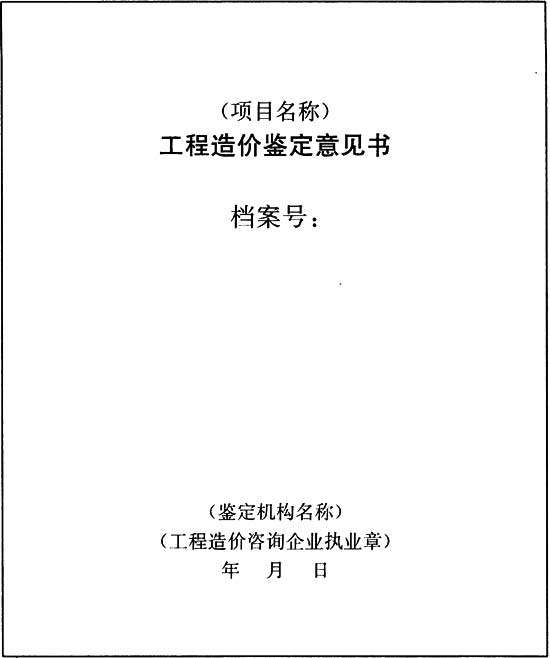 （项目名称）
工程造价鉴定意见书
档案号：
（鉴定机构名称）
（工程造价咨询企业执业章）
年 月 日